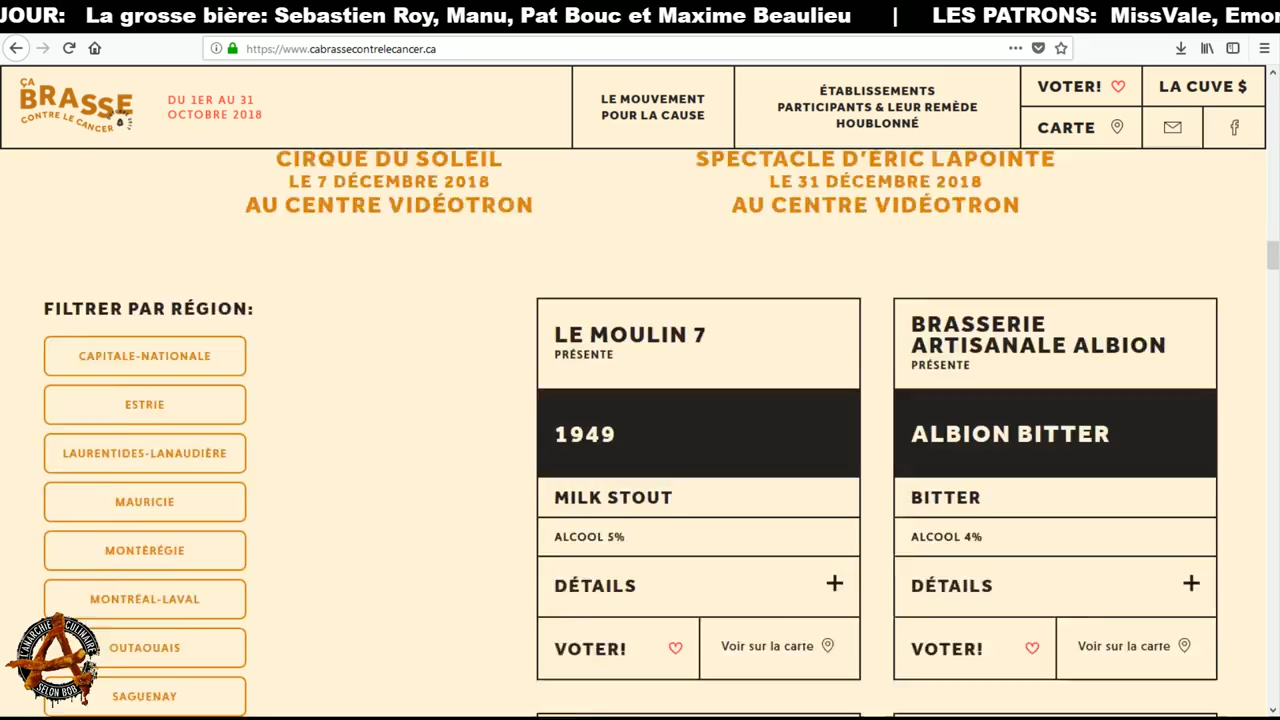 JOUR:   La grosse bière: Sebastien Roy, Manu, Pat Bouc et Maxime Beaulieu   |   LES PATRONS:  MissVale, Emor
https://www.cabrassecontrelecancer.ca
ÇA
BRASSE
CONTRE LE CANCER
DU 1ER AU 31
OCTOBRE 2018
LE MOUVEMENT
POUR LA CAUSE
ÉTABLISSEMENTS
PARTICIPANTS & LEUR REMÈDE
HOUBLONNÉ
VOTER!
LA CUVE $
CARTE
CIRQUE DU SOLEIL
LE 7 DÉCEMBRE 2018
AU CENTRE VIDÉOTRON
SPECTACLE D'ÉRIC LAPOINTE
LE 31 DÉCEMBRE 2018
AU CENTRE VIDÉOTRON
FILTRER PAR RÉGION:
CAPITALE-NATIONALE
ESTRIE
LAURENTIDES-LANAUDIÈRE
MAURICIE
MONTÉRÉGIE
MONTRÉAL-LAVAL
OUTAOUAIS
SAGUENAY
LE MOULIN 7
PRÉSENTE
1949
MILK STOUT
ALCOOL 5%
DÉTAILS +
VOTER!
Voir sur la carte
BRASSERIE
ARTISANALE ALBION
PRÉSENTE
ALBION BITTER
BITTER
ALCOOL 4%
DÉTAILS +
VOTER!
Voir sur la carte
L'ANARCHIE CULINAIRE
SELON BOB